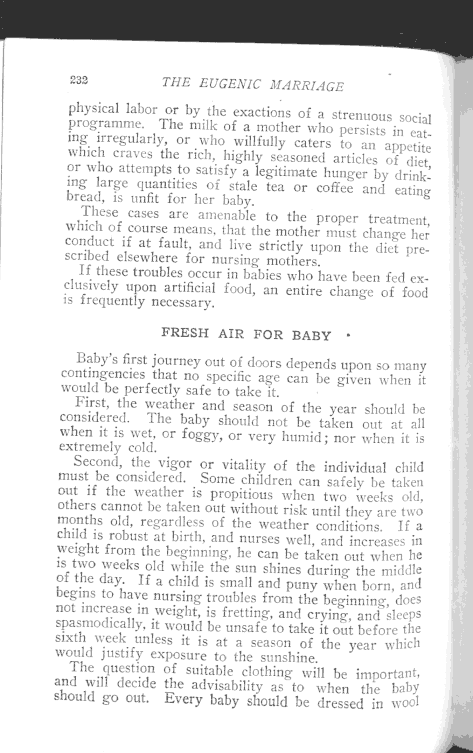 232 THE EUGENIC MARRIAGE
physical labor or by the exactions of a strenuous social
programme. The milk of a mother who persists in eat-
ing irregularly, or who willfully caters to an appetite
which craves the rich, highly seasoned articles of diet,
or who attempts to satisfy a legitimate hunger by drink-
ing large quantities of stale tea or coffee and eating
bread, is unfit for her baby.
These cases are amenable to the proper treatment,
which of course means, that the mother must change her
conduct if at fault, and live strictly upon the diet pre-
scribed elsewhere for nursing mothers.
If these troubles occur in babies who have been fed ex-
clusively upon artificial food, an entire change of food
is frequently necessary.
FRESH AIR FOR BABY
Baby's first journey out of doors depends upon so many
contingencies that no specific age can be given when it
would be perfectly safe to take it.
First, the weather and season of the year should be
considered. The baby should not be taken out at all
when it is wet, or foggy, or very humid; nor when it is
extremely cold.
Second, the vigor or vitality of the individual child
must be considered. Some children can safely be taken
out if the weather is propitious when two weeks old,
others cannot be taken out without risk until they are two
months old, regardless of the weather conditions. If a
child is robust at birth, and nurses well, and increases in
weight from the beginning, he can be taken out when he
is two weeks old while the sun shines during the middle
of the day. If a child is small and puny when born, and
begins to have nursing troubles from the beginning, does
not increase in weight, is fretting, and crying, and sleeps
spasmodically, it would be unsafe to take it out before the
sixth week unless it is at a season of the year which
would justify exposure to the sunshine.
The question of suitable clothing will be important,
and will decide the advisability as to when the baby
should go out. Every baby should be dressed in wool